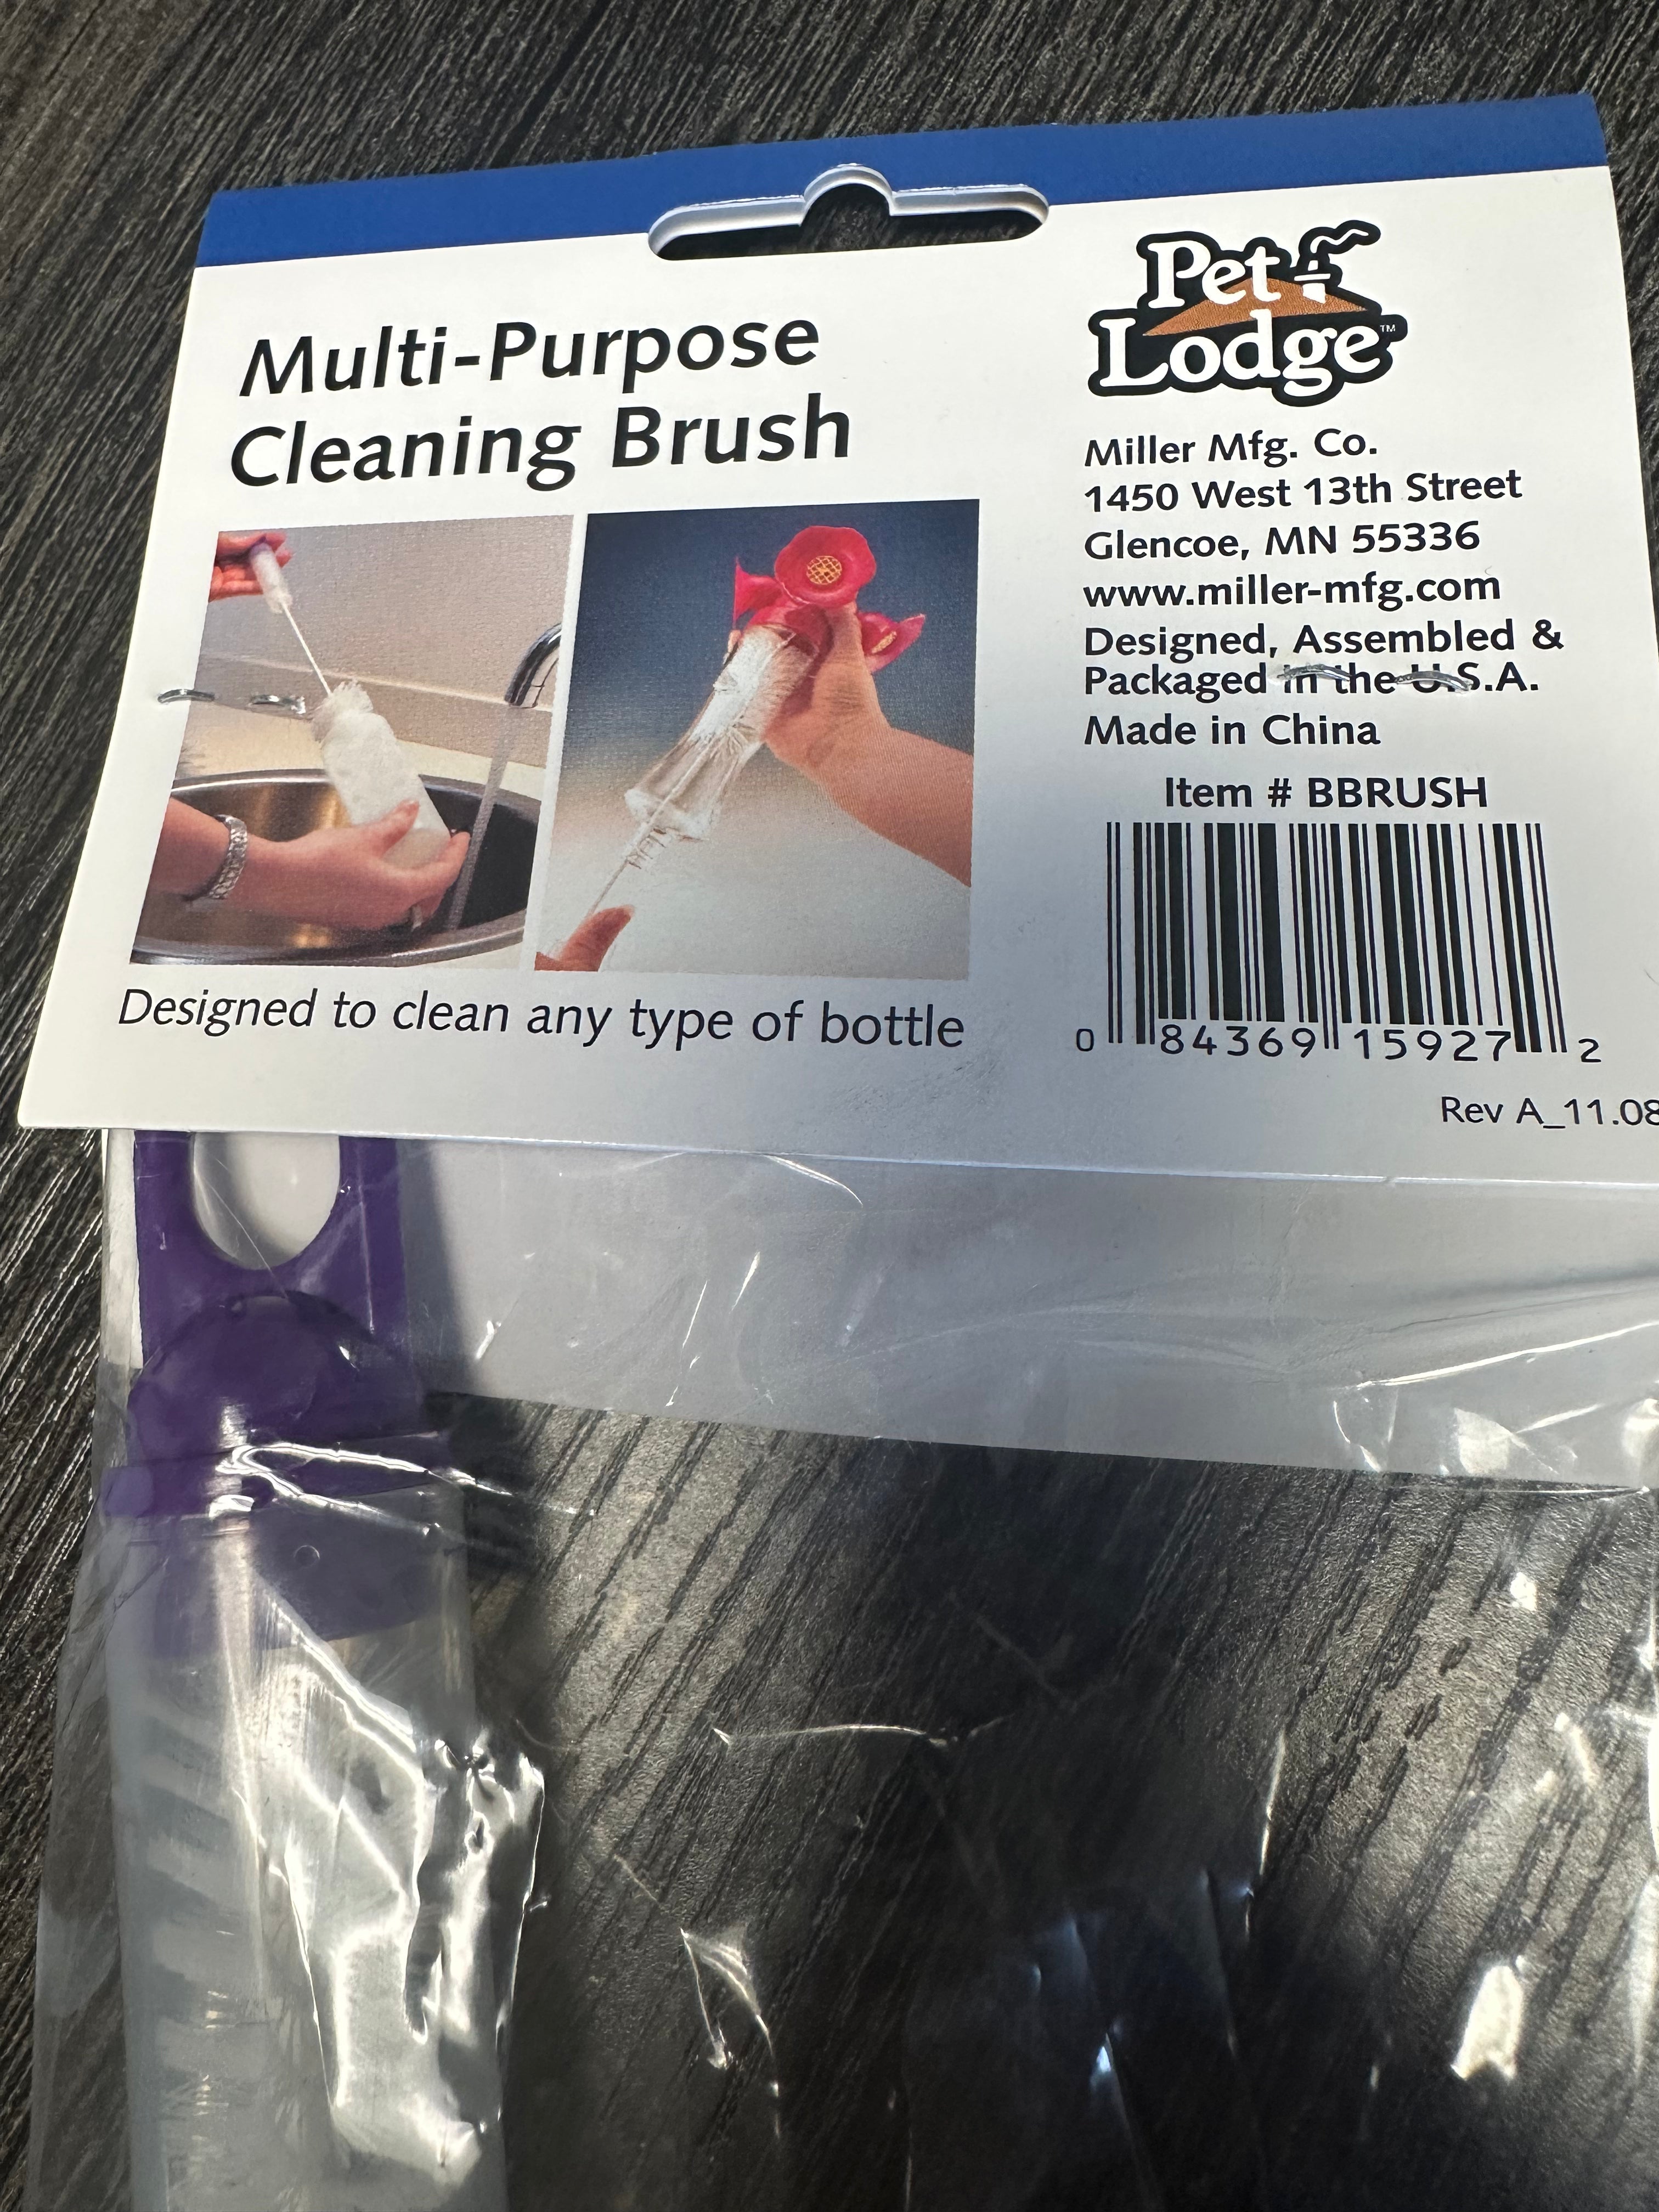 Multi-Purpose
Cleaning Brush
Designed to clean any type of bottle
Pet
Lodge™
Miller Mfg. Co.
1450 West 13th Street
Glencoe, MN 55336
www.miller-mfg.com
Designed, Assembled &
Packaged in the U.S.A.
Made in China
Item # BBRUSH
0 84369 15927 2
Rev A_11.08